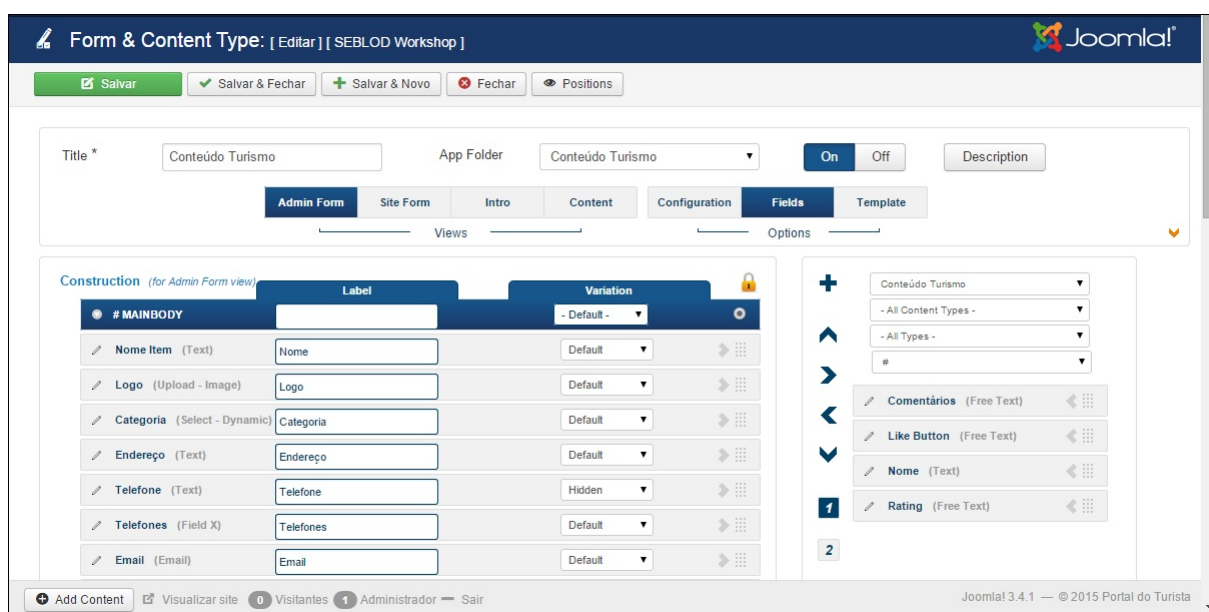 Form & Content Type: [ Editar ] [ SEBLOD Workshop ]
Joomla!®
Salvar Salvar & Fechar Salvar & Novo Fechar Positions
Title * Conteúdo Turismo App Folder Conteúdo Turismo On Off Description
Admin Form Site Form Intro Content Configuration Fields Template
Views Options
Construction (for Admin Form view)
Label Variation
# MAINBODY - Default -
Nome Item (Text) Nome Default
Logo (Upload - Image) Logo Default
Categoria (Select - Dynamic) Categoria Default
Endereço (Text) Endereço Default
Telefone (Text) Telefone Hidden
Telefones (Field X) Telefones Default
Email (Email) Email Default
Conteúdo Turismo
- All Content Types -
- All Types -
#
Comentários (Free Text)
Like Button (Free Text)
Nome (Text)
Rating (Free Text)
1
2
Add Content Visualizar site 0 Visitantes 1 Administrador Sair
Joomla! 3.4.1 — © 2015 Portal do Turista